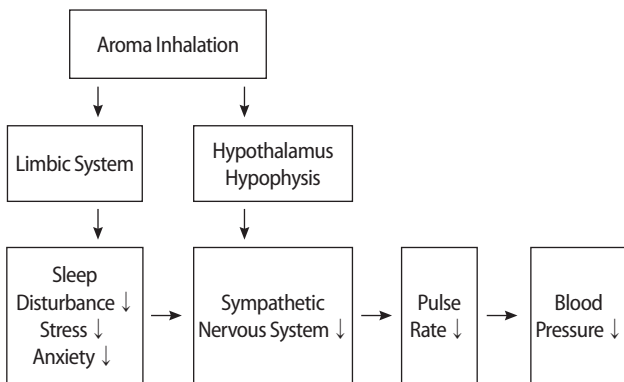 Aroma Inhalation
Limbic System
Hypothalamus
Hypophysis
Sleep
Disturbance ↓
Stress ↓
Anxiety ↓
Sympathetic
Nervous System ↓
Pulse
Rate ↓
Blood
Pressure ↓